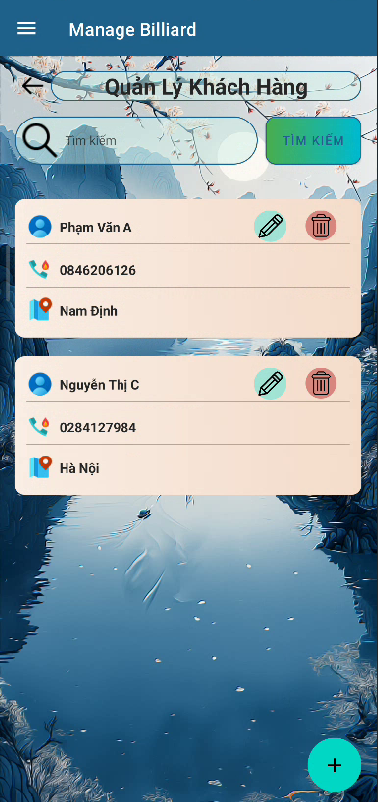 Manage Billiard
Quản Lý Khách Hàng
Tìm kiếm
TÌM KIẾM
Phạm Văn A
0846206126
Nam Định
Nguyễn Thị C
0284127984
Hà Nội